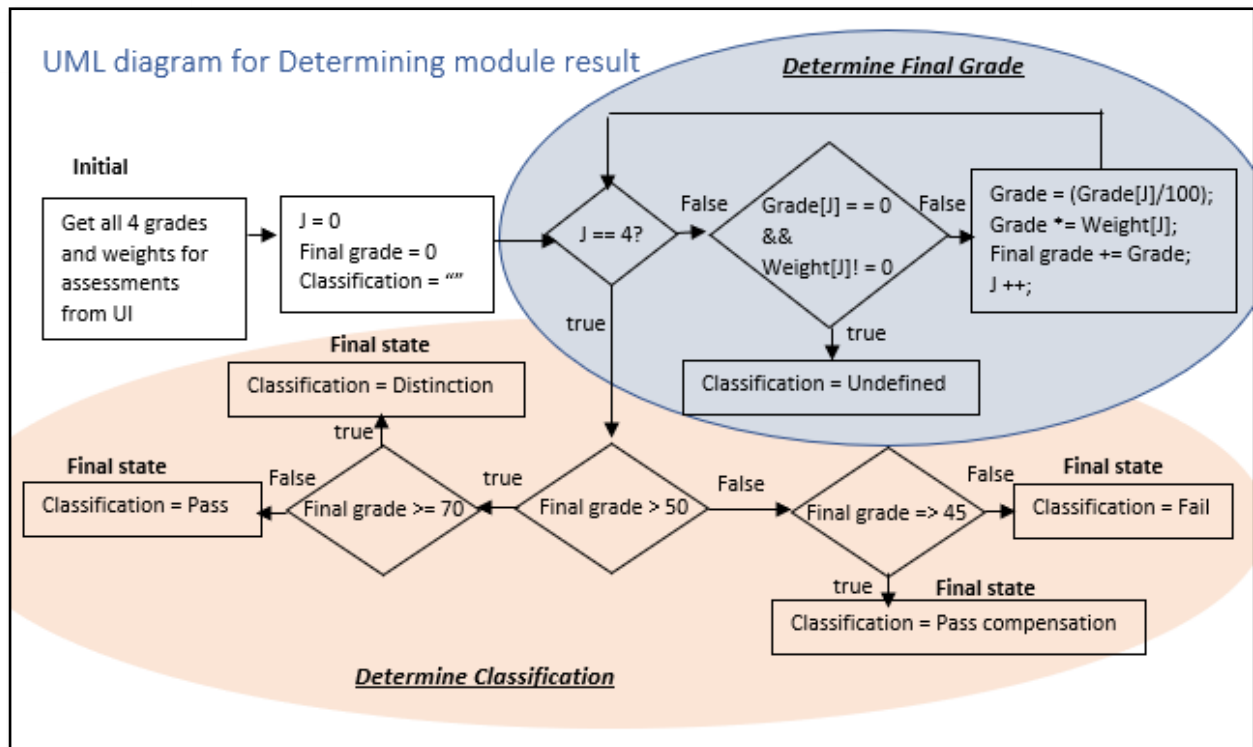 UML diagram for Determining module result
Determine Final Grade
Initial
Get all 4 grades
and weights for
assessments
from UI
J = 0
Final grade = 0
Classification = “”
J == 4?
False
Grade[J] = = 0
&&
Weight[J]! = 0
False
Grade = (Grade[J]/100);
Grade *= Weight[J];
Final grade += Grade;
J ++;
true
true
Classification = Undefined
Final state
Classification = Distinction
true
Final state
Classification = Pass
False
Final grade >= 70
true
Final grade > 50
False
Final grade => 45
False
Final state
Classification = Fail
true
Final state
Classification = Pass compensation
Determine Classification